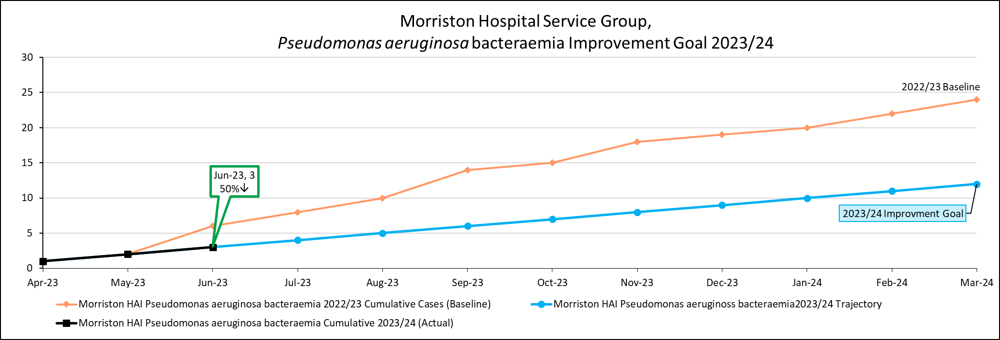 Morriston Hospital Service Group,
Pseudomonas aeruginosa bacteraemia Improvement Goal 2023/24
30
25
20
15
10
5
0
2022/23 Baseline
Jun-23, 3
50%↓
2023/24 Improvment Goal
Apr-23 May-23 Jun-23 Jul-23 Aug-23 Sep-23 Oct-23 Nov-23 Dec-23 Jan-24 Feb-24 Mar-24
Morriston HAI Pseudomonas aeruginosa bacteraemia 2022/23 Cumulative Cases (Baseline)
Morriston HAI Pseudomonas aeruginoss bacteraemia2023/24 Trajectory
Morriston HAI Pseudomonas aeruginosa bacteraemia Cumulative 2023/24 (Actual)